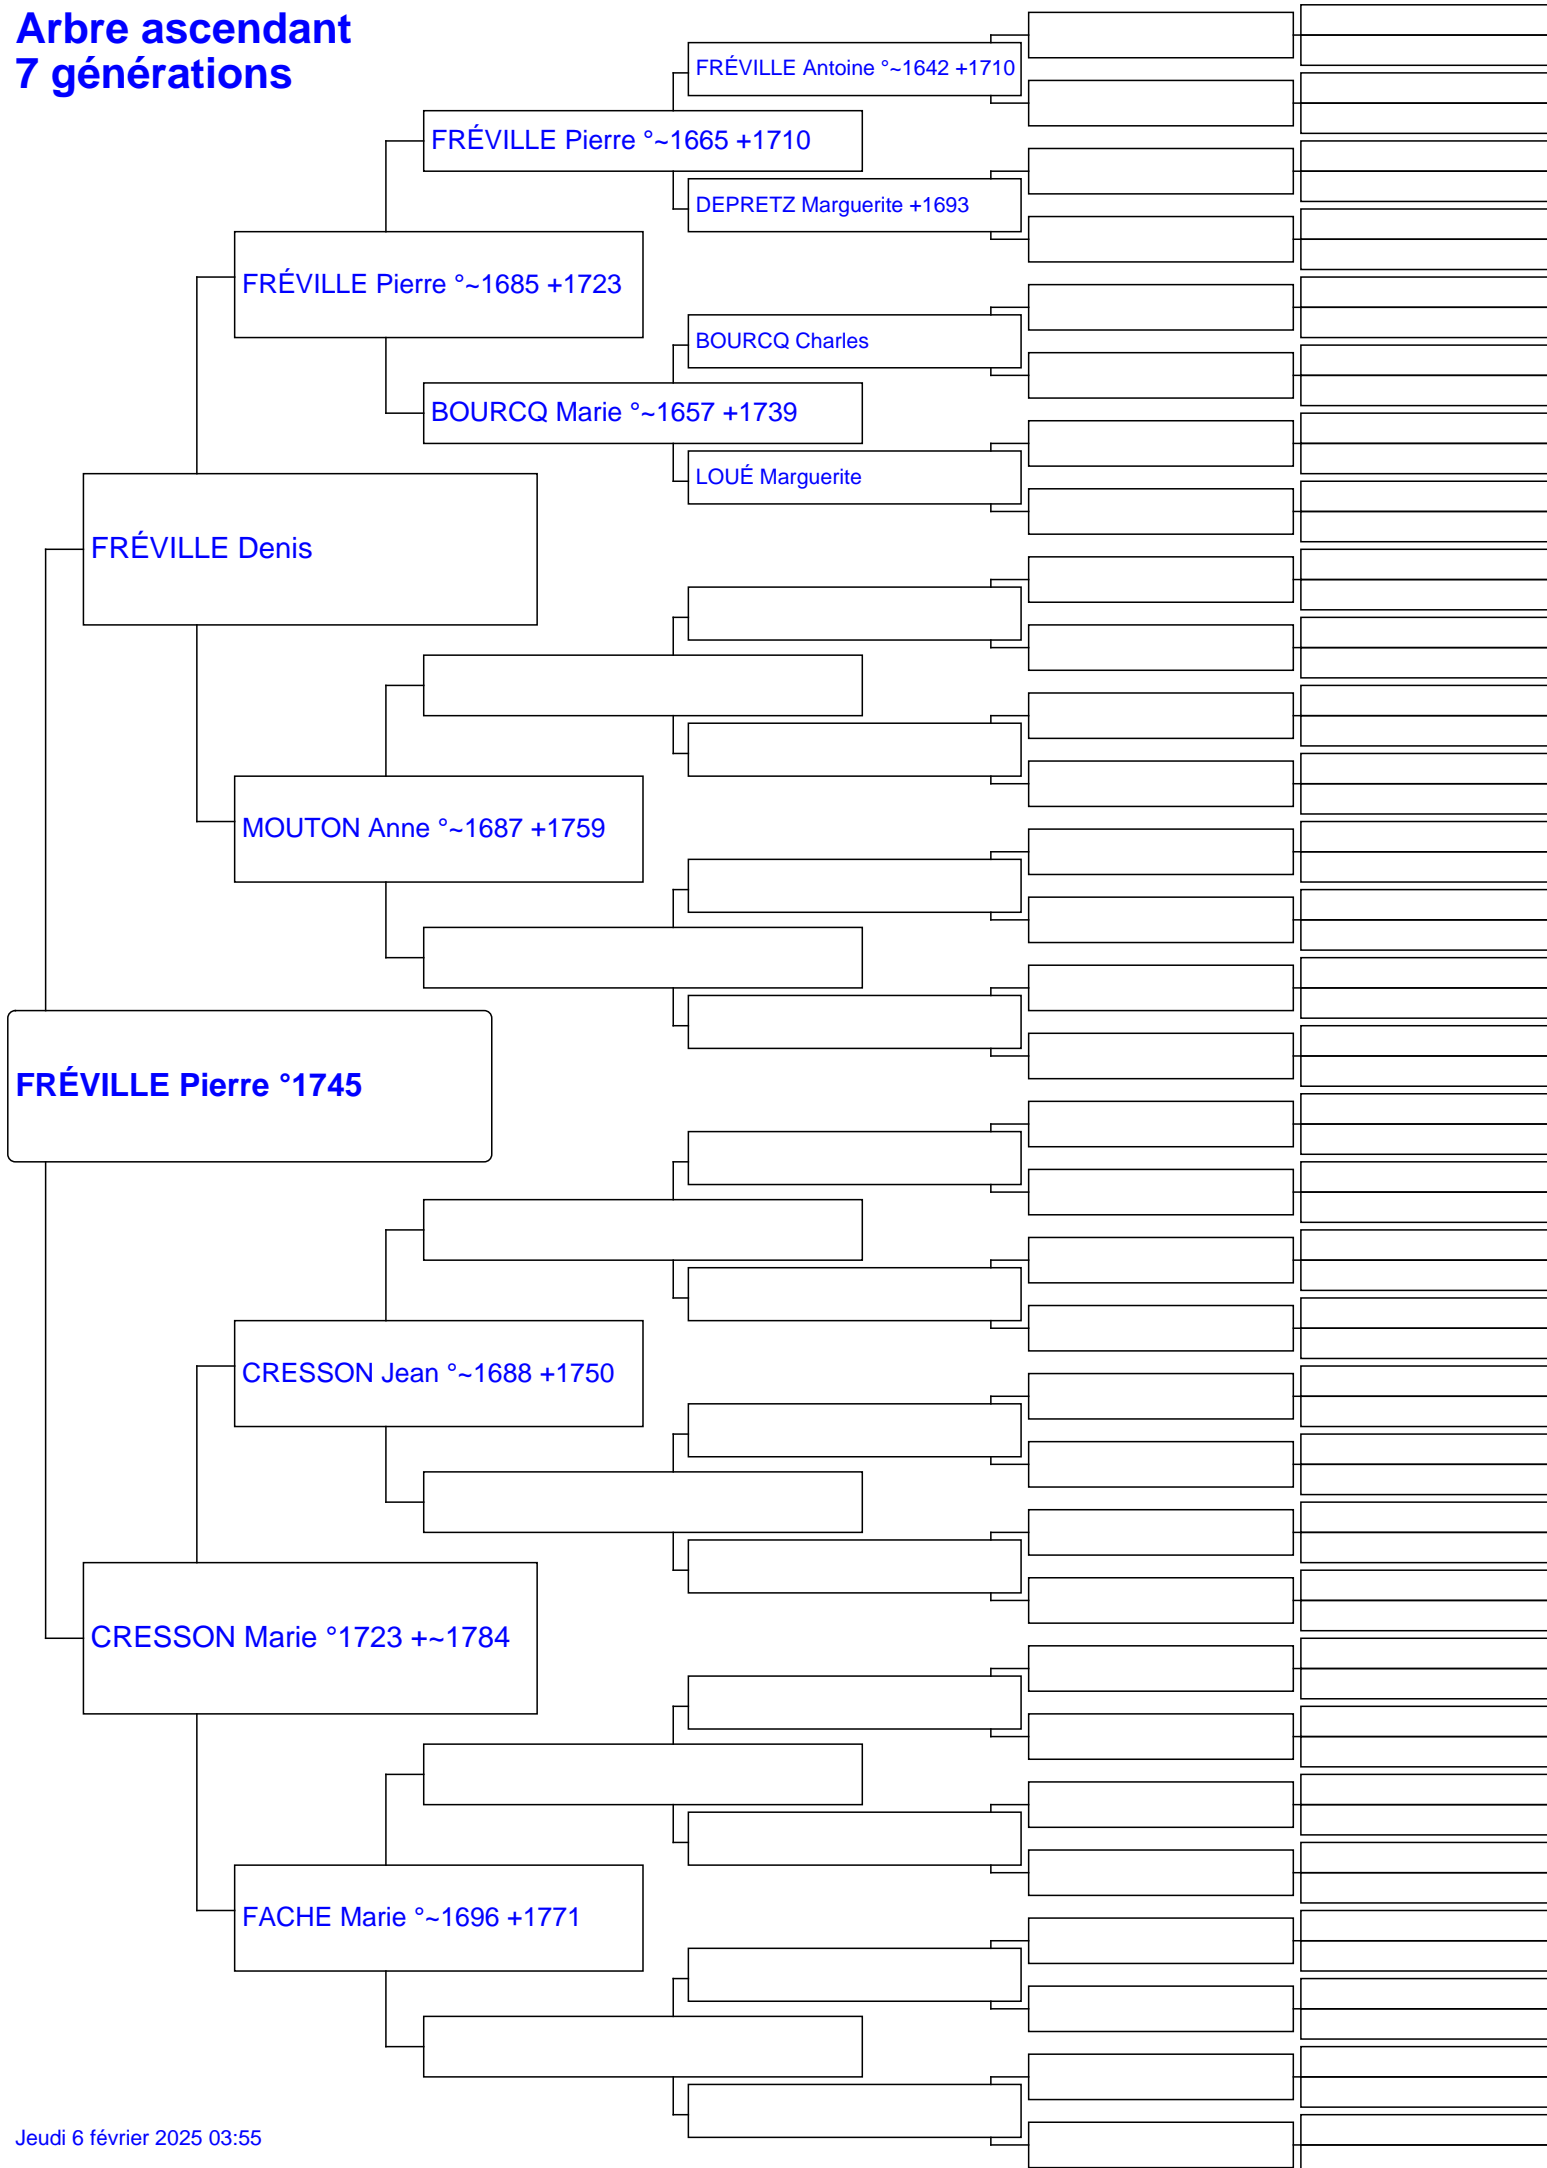 Arbre ascendant
7 générations
FRÉVILLE Antoine °~1642 +1710
FRÉVILLE Pierre °~1665 +1710
DEPRETZ Marguerite +1693
FRÉVILLE Pierre °~1685 +1723
BOURCQ Charles
BOURCQ Marie °~1657 +1739
LOUÉ Marguerite
FRÉVILLE Denis
MOUTON Anne °~1687 +1759
FRÉVILLE Pierre °1745
CRESSON Jean °~1688 +1750
CRESSON Marie °1723 +~1784
FACHE Marie °~1696 +1771
Jeudi 6 février 2025 03:55